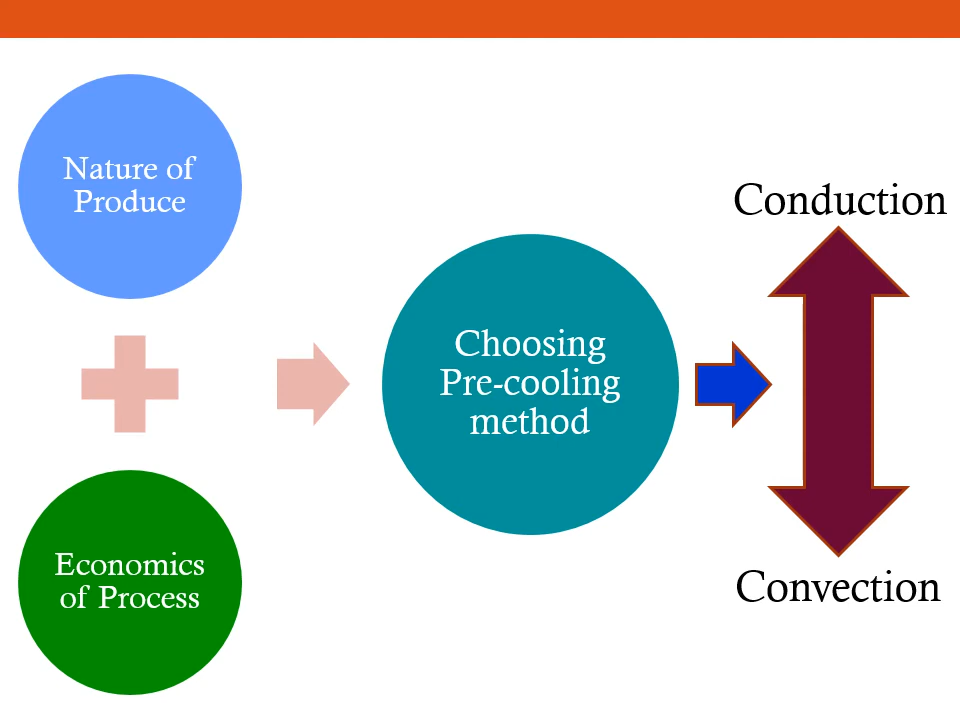 Nature of
Produce
Economics
of Process
Choosing
Pre-cooling
method
Conduction
Convection